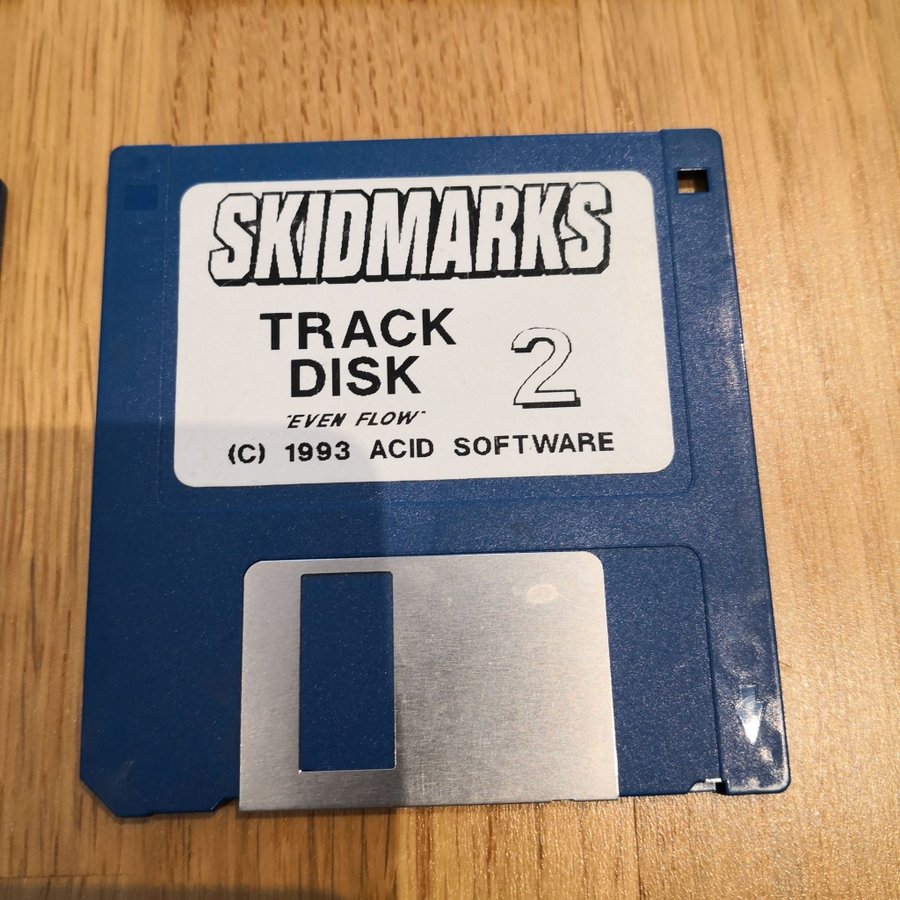 SKIDMARKS
TRACK
DISK 2
"EVEN FLOW"
(C) 1993 ACID SOFTWARE